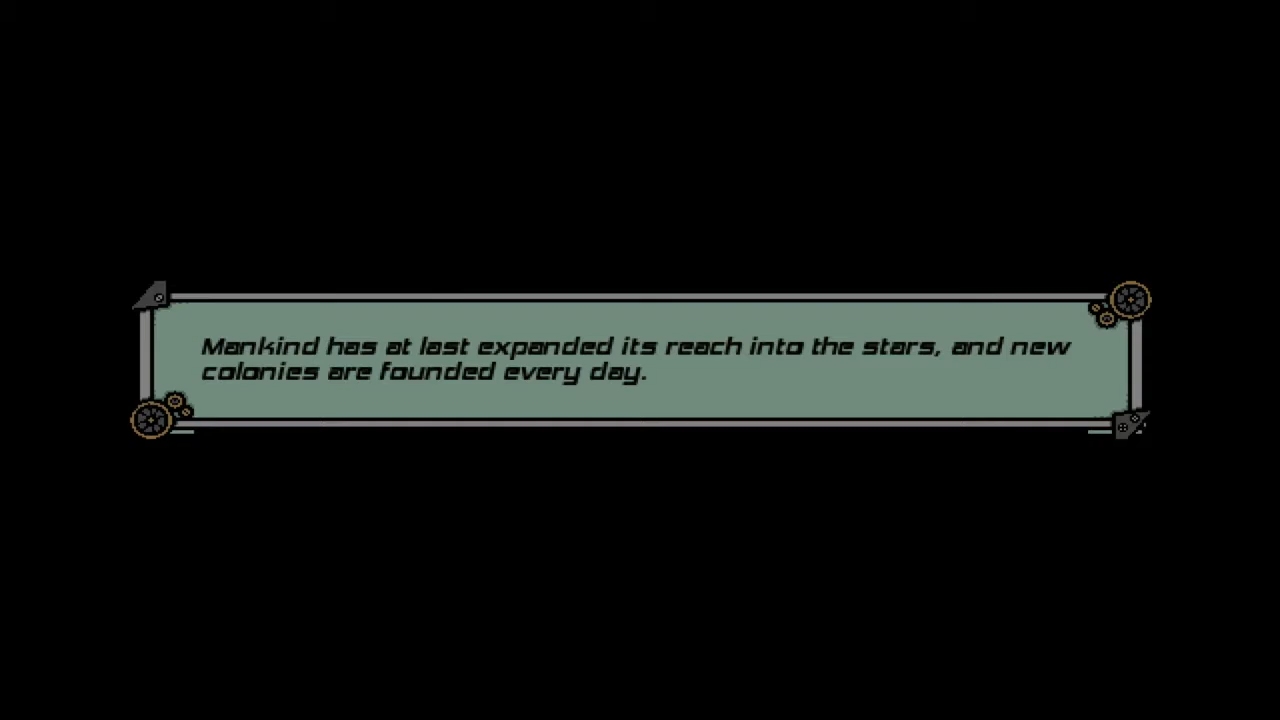 Mankind has at last expanded its reach into the stars, and new
colonies are founded every day.